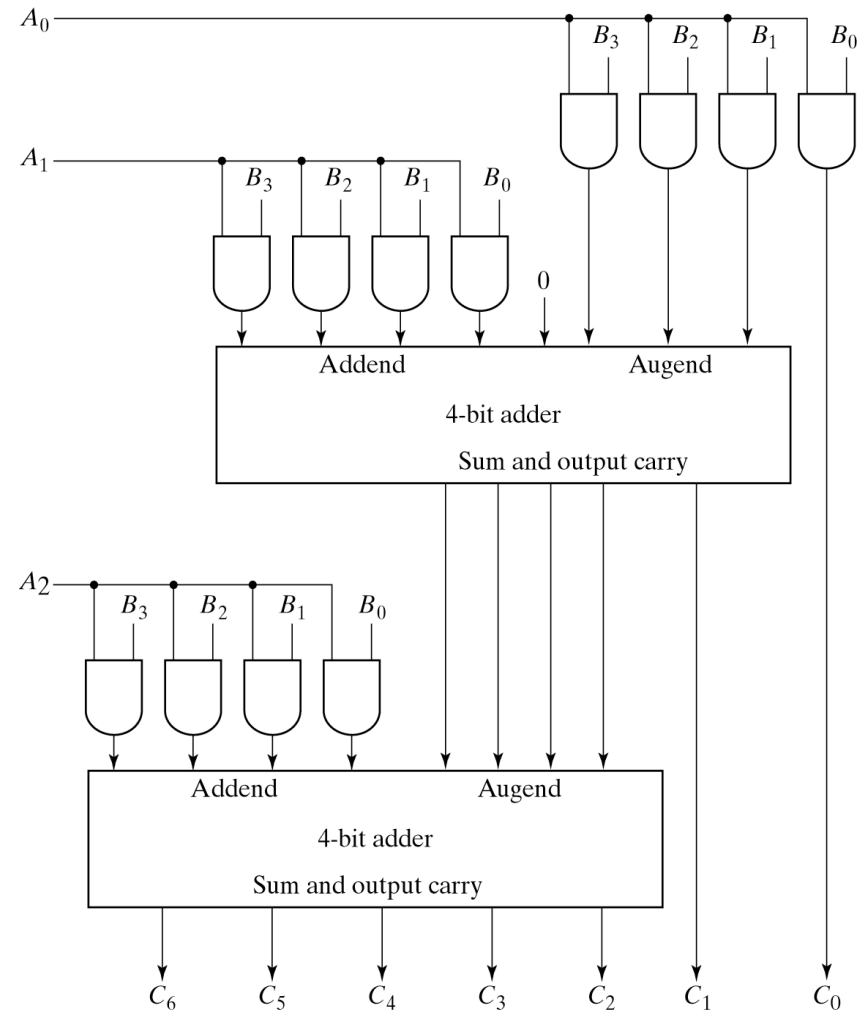 A0
B3 B2 B1 B0
A1
B3 B2 B1 B0
0
Addend Augend
4-bit adder
Sum and output carry
A2
B3 B2 B1 B0
Addend Augend
4-bit adder
Sum and output carry
C6 C5 C4 C3 C2 C1 C0